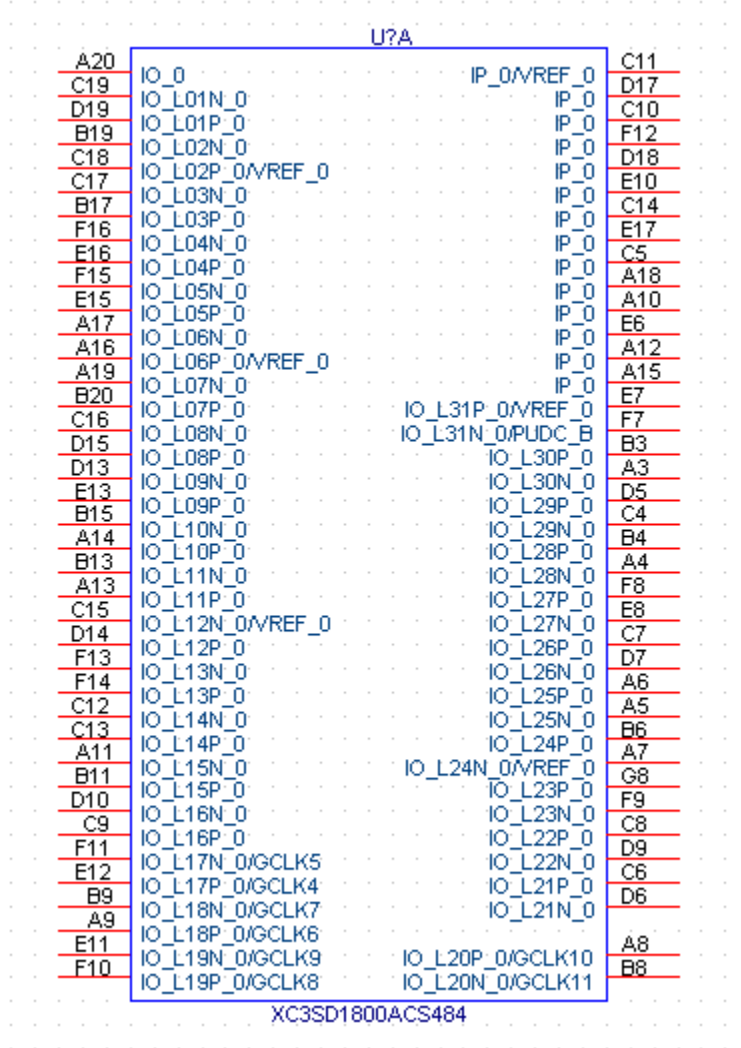 U?A
A20 IO_0 IP_0/VREF_0 C11
C19 IO_L01N_0 IP_0 D17
D19 IO_L01P_0 IP_0 C10
B19 IO_L02N_0 IP_0 F12
C18 IO_L02P_0/VREF_0 IP_0 D18
C17 IO_L03N_0 IP_0 E10
B17 IO_L03P_0 IP_0 C14
F16 IO_L04N_0 IP_0 E17
E16 IO_L04P_0 IP_0 C5
F15 IO_L05N_0 IP_0 A18
E15 IO_L05P_0 IP_0 A10
A17 IO_L06N_0 IP_0 E6
A16 IO_L06P_0/VREF_0 IP_0 A12
A19 IO_L07N_0 IP_0 A15
B20 IO_L07P_0 IO_L31P_0/VREF_0 E7
C16 IO_L08N_0 IO_L31N_0/PUDC_B F7
D15 IO_L08P_0 IO_L30P_0 B3
D13 IO_L09N_0 IO_L30N_0 A3
E13 IO_L09P_0 IO_L29P_0 D5
B15 IO_L10N_0 IO_L29N_0 C4
A14 IO_L10P_0 IO_L28P_0 B4
B13 IO_L11N_0 IO_L28N_0 A4
A13 IO_L11P_0 IO_L27P_0 F8
C15 IO_L12N_0/VREF_0 IO_L27N_0 E8
D14 IO_L12P_0 IO_L26P_0 C7
F13 IO_L13N_0 IO_L26N_0 D7
F14 IO_L13P_0 IO_L25P_0 A6
C12 IO_L14N_0 IO_L25N_0 A5
C13 IO_L14P_0 IO_L24P_0 B6
A11 IO_L15N_0 IO_L24N_0/VREF_0 A7
B11 IO_L15P_0 IO_L23P_0 G8
D10 IO_L16N_0 IO_L23N_0 F9
C9 IO_L16P_0 IO_L22P_0 C8
F11 IO_L17N_0/GCLK5 IO_L22N_0 D9
E12 IO_L17P_0/GCLK4 IO_L21P_0 C6
B9 IO_L18N_0/GCLK7 IO_L21N_0 D6
A9 IO_L18P_0/GCLK6
E11 IO_L19N_0/GCLK9 IO_L20P_0/GCLK10 A8
F10 IO_L19P_0/GCLK8 IO_L20N_0/GCLK11 B8
XC3SD1800ACS484